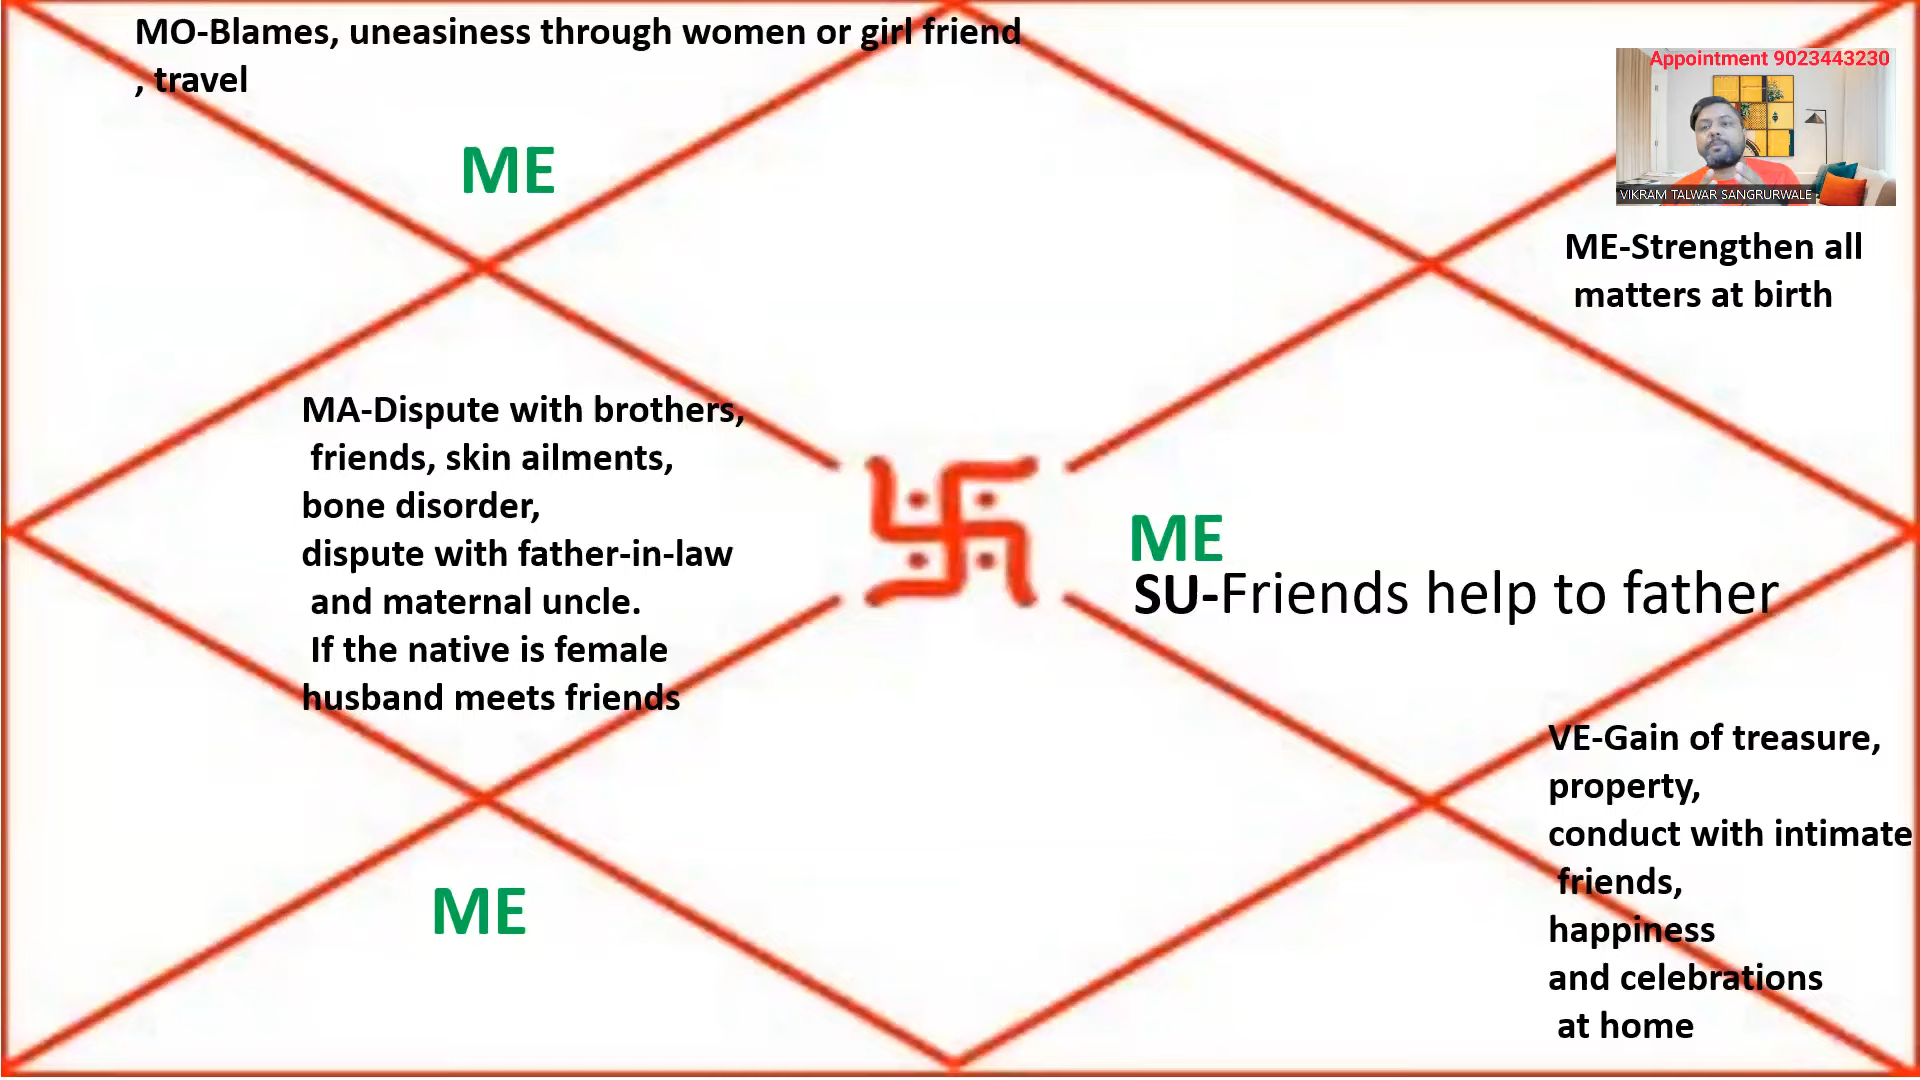 MO-Blames, uneasiness through women or girl friend
, travel
Appointment 9023443230
VIKRAM TALWAR SANGRURWALE
ME
ME-Strengthen all
matters at birth
MA-Dispute with brothers,
friends, skin ailments,
bone disorder,
dispute with father-in-law
and maternal uncle.
If the native is female
husband meets friends
ME
SU-Friends help to father
VE-Gain of treasure,
property,
conduct with intimate
friends,
happiness
and celebrations
at home
ME